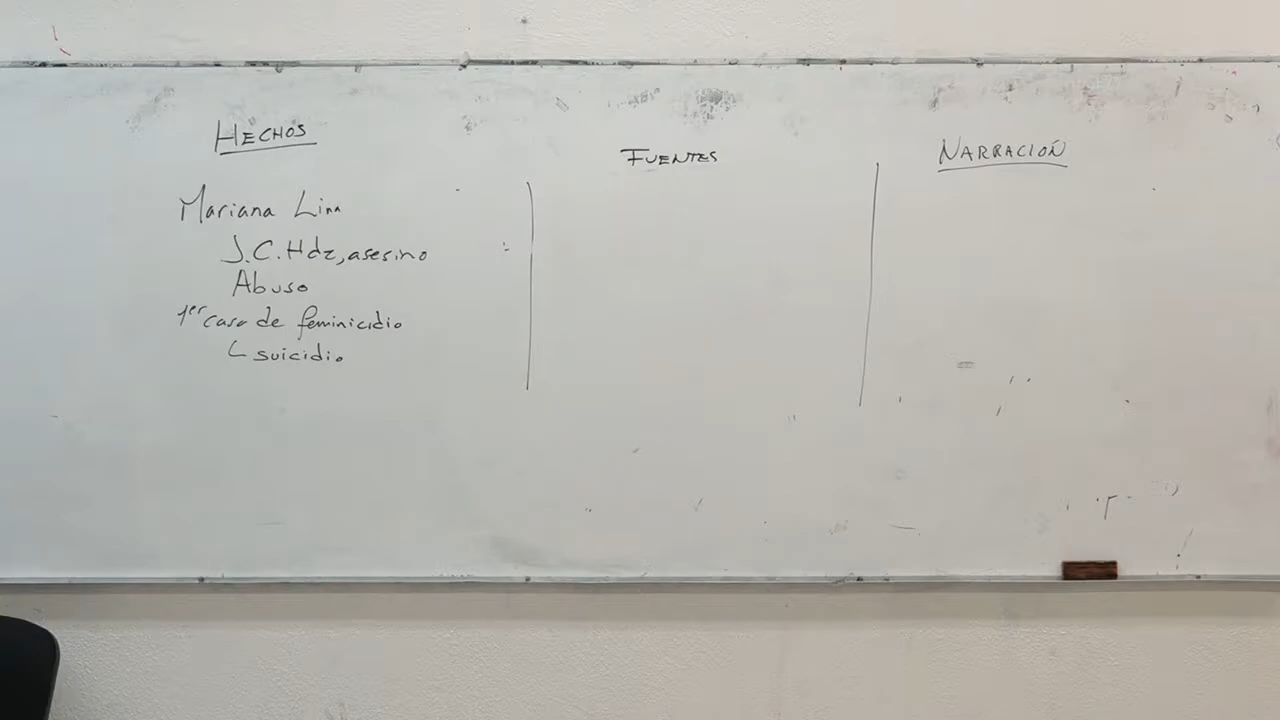 HECHOS
Mariana Lima
J.C. Hdz, asesino
Abuso
1er caso de feminicidio
suicidio
FUENTES
NARRACIÓN